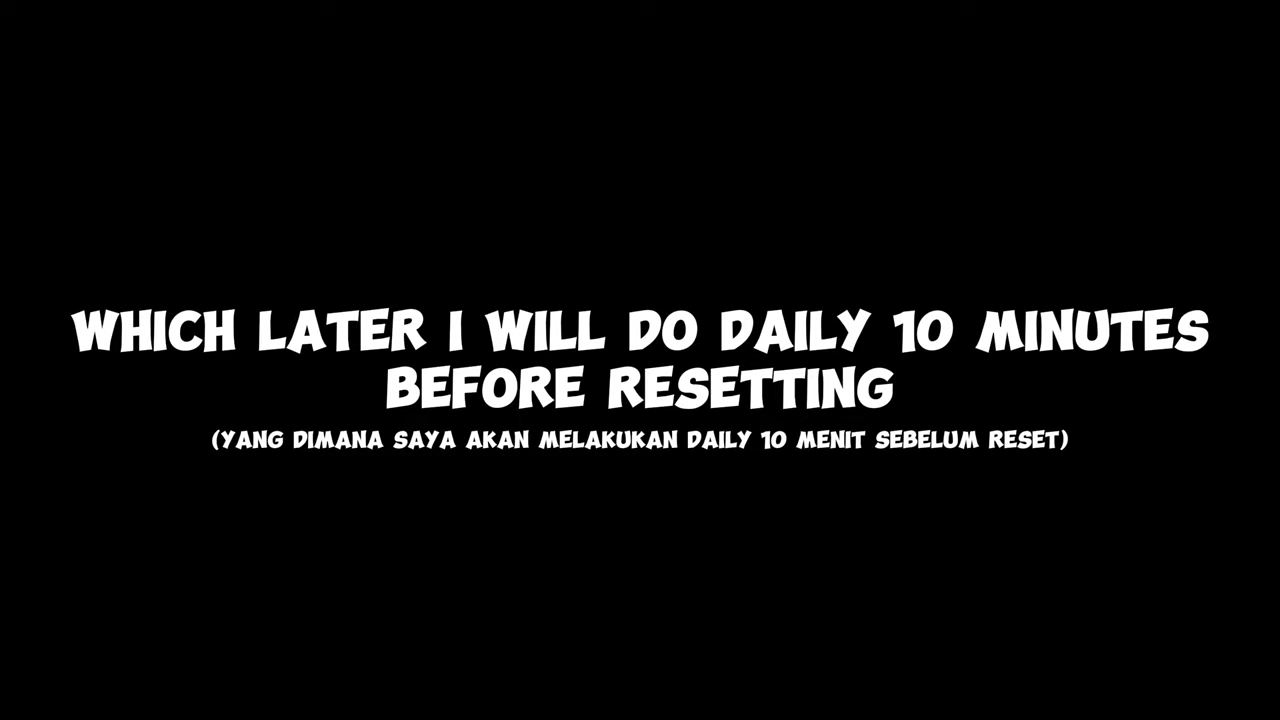 WHICH LATER I WILL DO DAILY 10 MINUTES
BEFORE RESETTING
(YANG DIMANA SAYA AKAN MELAKUKAN DAILY 10 MENIT SEBELUM RESET)